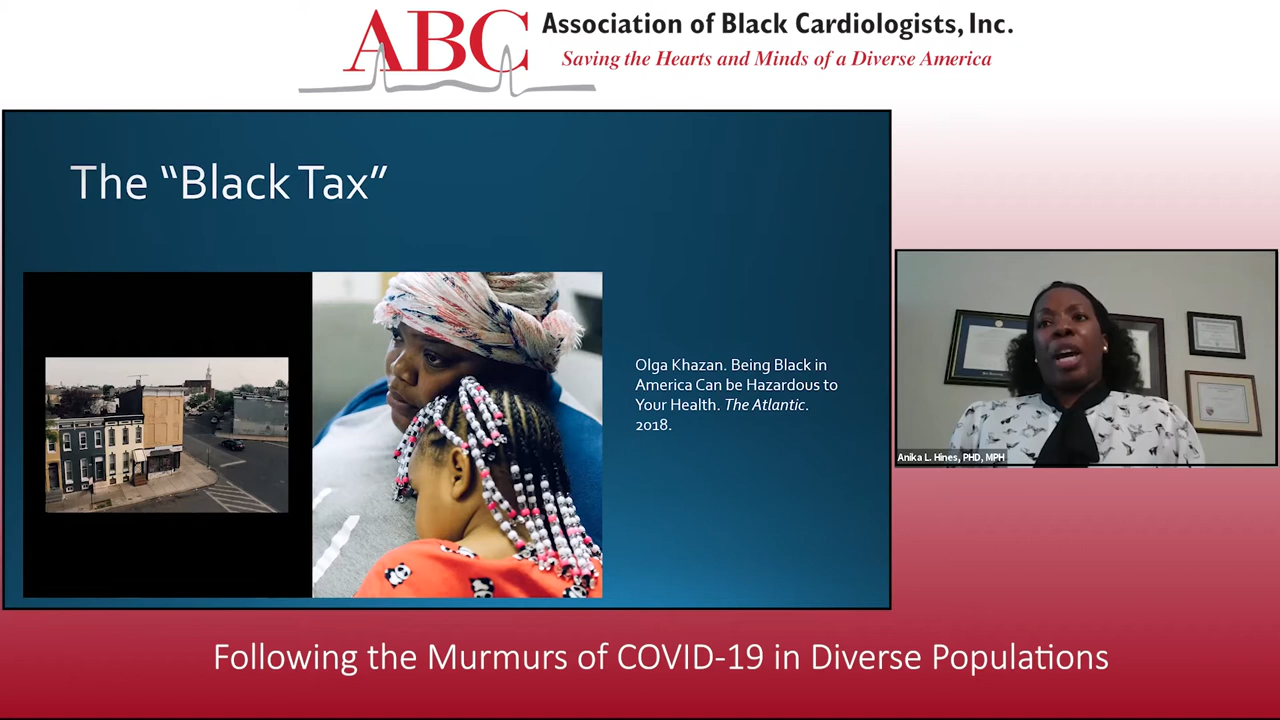 ABC
Association of Black Cardiologists, Inc.
Saving the Hearts and Minds of a Diverse America
The “Black Tax”
Olga Khazan. Being Black in
America Can be Hazardous to
Your Health. The Atlantic.
2018.
Anika L. Hines, PHD, MPH
Following the Murmurs of COVID-19 in Diverse Populations